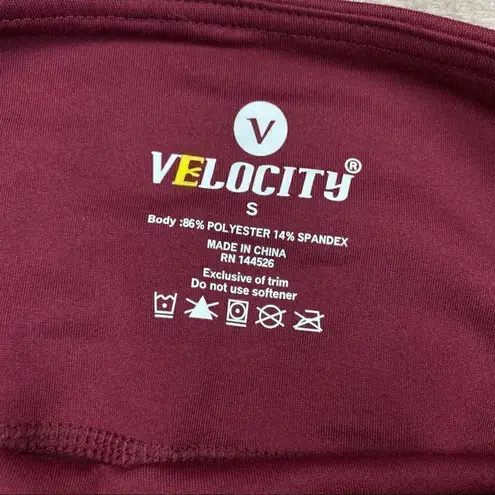 V
VELOCITY®
S
Body :86% POLYESTER 14% SPANDEX
MADE IN CHINA
RN 144526
Exclusive of trim
Do not use softener